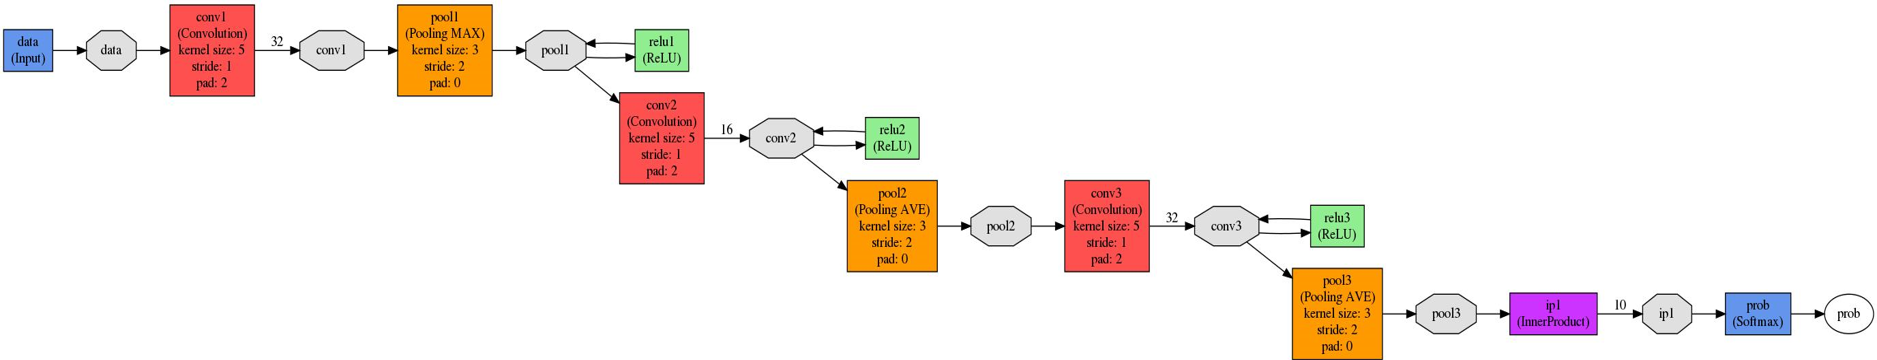 data
(Input)
data
conv1
(Convolution)
kernel size: 5
stride: 1
pad: 2
32
conv1
pool1
(Pooling MAX)
kernel size: 3
stride: 2
pad: 0
pool1
relu1
(ReLU)
conv2
(Convolution)
kernel size: 5
stride: 1
pad: 2
16
conv2
relu2
(ReLU)
pool2
(Pooling AVE)
kernel size: 3
stride: 2
pad: 0
pool2
conv3
(Convolution)
kernel size: 5
stride: 1
pad: 2
32
conv3
relu3
(ReLU)
pool3
(Pooling AVE)
kernel size: 3
stride: 2
pad: 0
pool3
ip1
(InnerProduct)
10
ip1
prob
(Softmax)
prob